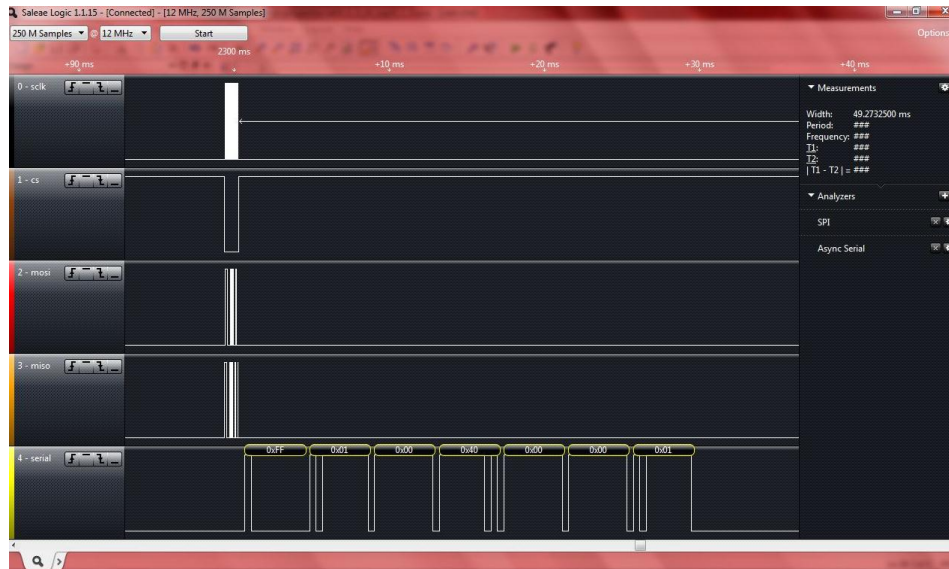 Saleae Logic 1.1.15 - [Connected] - [12 MHz, 250 M Samples]
250 M Samples @ 12 MHz Start Options
2300 ms
+90 ms +10 ms +20 ms +30 ms +40 ms
0 - sclk
1 - cs
2 - mosi
3 - miso
4 - serial
0xFF 0x01 0x00 0x40 0x00 0x00 0x01
Measurements
Width: 49.2732500 ms
Period: ###
Frequency: ###
T1: ###
T2: ###
| T1 - T2 | = ###
Analyzers
SPI
Async Serial